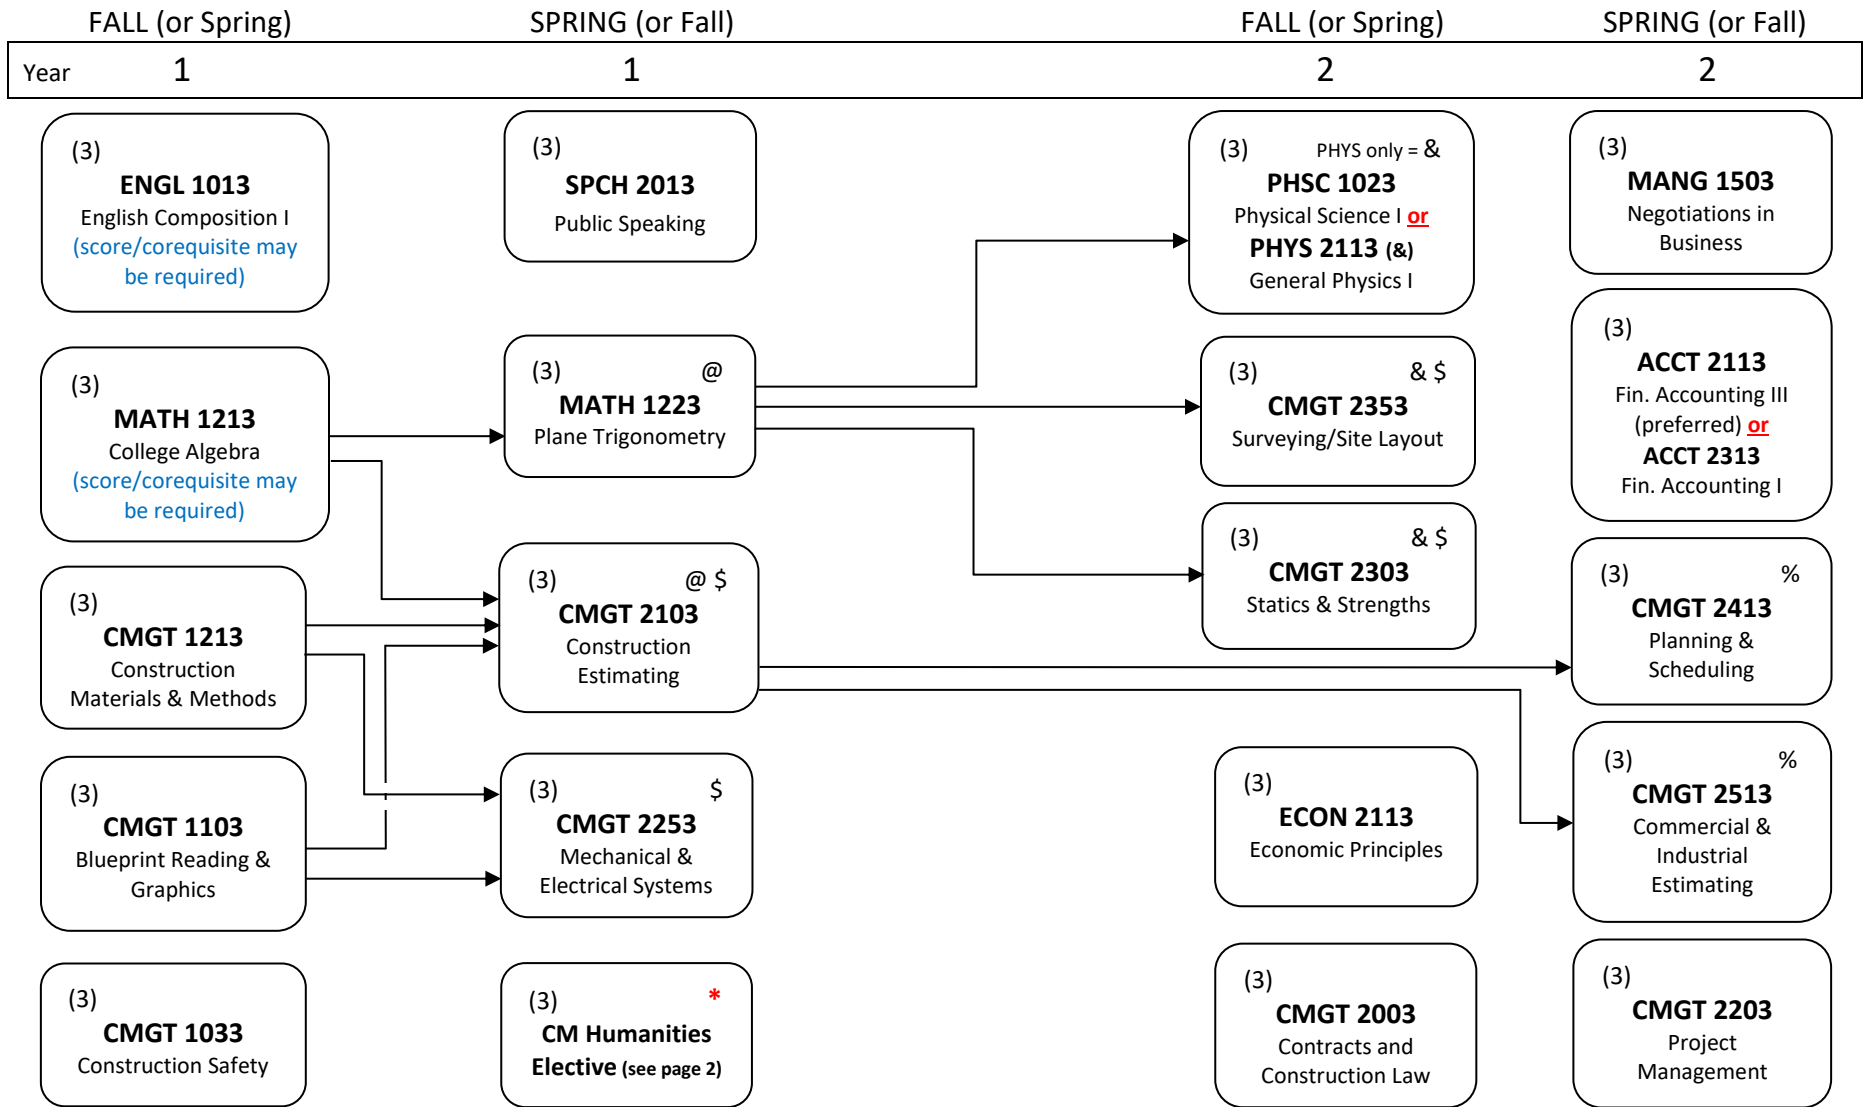 FALL (or Spring)
SPRING (or Fall)
FALL (or Spring)
SPRING (or Fall)
Year
1
1
2
2
(3)
ENGL 1013
English Composition I
(score/corequisite may
be required)
(3)
MATH 1213
College Algebra
(score/corequisite may
be required)
(3)
CMGT 1213
Construction
Materials & Methods
(3)
CMGT 1103
Blueprint Reading &
Graphics
(3)
CMGT 1033
Construction Safety
(3)
SPCH 2013
Public Speaking
(3) @
MATH 1223
Plane Trigonometry
(3) @ $
CMGT 2103
Construction
Estimating
(3) $
CMGT 2253
Mechanical &
Electrical Systems
(3) *
CM Humanities
Elective (see page 2)
(3) PHYS only = &
PHSC 1023
Physical Science I or
PHYS 2113 (&)
General Physics I
(3) & $
CMGT 2353
Surveying/Site Layout
(3) & $
CMGT 2303
Statics & Strengths
(3)
ECON 2113
Economic Principles
(3)
CMGT 2003
Contracts and
Construction Law
(3)
MANG 1503
Negotiations in
Business
(3)
ACCT 2113
Fin. Accounting III
(preferred) or
ACCT 2313
Fin. Accounting I
(3) %
CMGT 2413
Planning &
Scheduling
(3) %
CMGT 2513
Commercial &
Industrial
Estimating
(3)
CMGT 2203
Project
Management